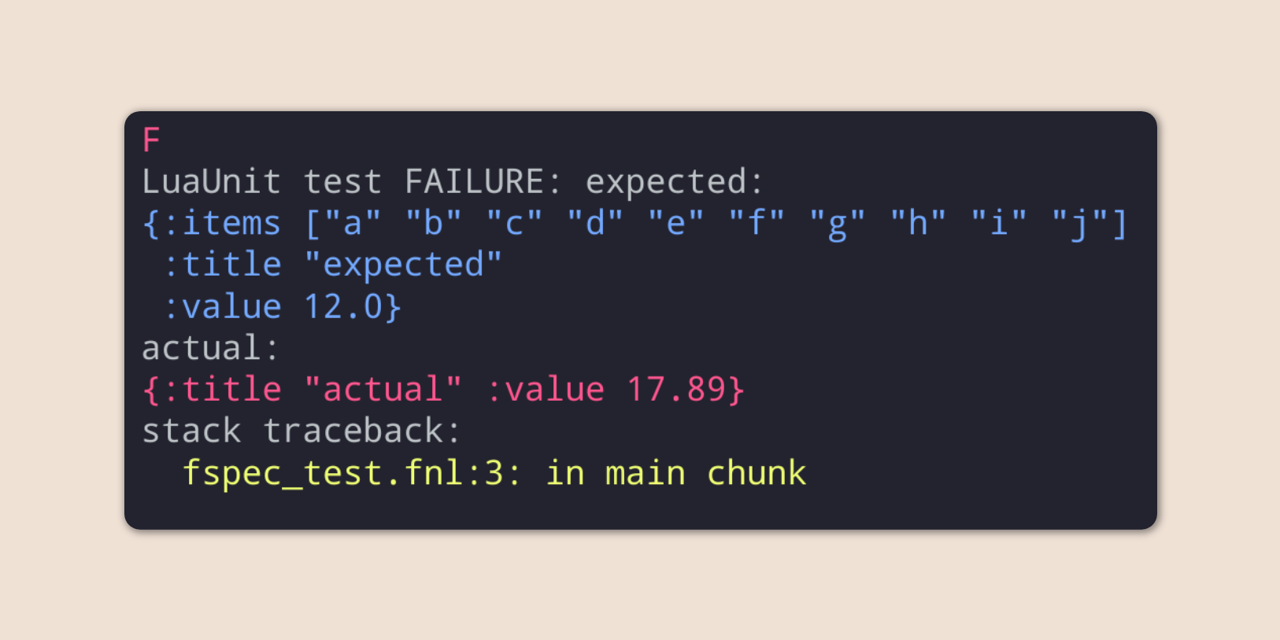 F
LuaUnit test FAILURE: expected:
{:items ["a" "b" "c" "d" "e" "f" "g" "h" "i" "j"]
 :title "expected"
 :value 12.0}
actual:
{:title "actual" :value 17.89}
stack traceback:
  fspec_test.fnl:3: in main chunk